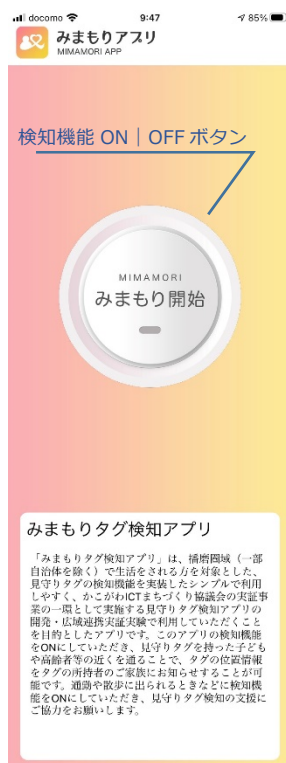 docomo 9:47 85%
みまもりアプリ
MIMAMORI APP
検知機能 ON｜OFF ボタン
MIMAMORI
みまもり開始
みまもりタグ検知アプリ
「みまもりタグ検知アプリ」は、播磨圏域（一部
自治体を除く）で生活をされる方を対象とした、
見守りタグの検知機能を実装したシンプルで利用
しやすく、かこがわICTまちづくり協議会の実証事
業の一環として実施する見守りタグ検知アプリの
開発・広域連携実証実験で利用していただくこと
を目的としたアプリです。このアプリの検知機能
をONにしていただき、見守りタグを持った子ども
や高齢者等の近くを通ることで、タグの位置情報
をタグの所持者のご家族にお知らせすることが可
能です。通勤や散歩に出られるときなどに検知機
能をONにしていただき、見守りタグ検知の支援に
ご協力をお願いします。